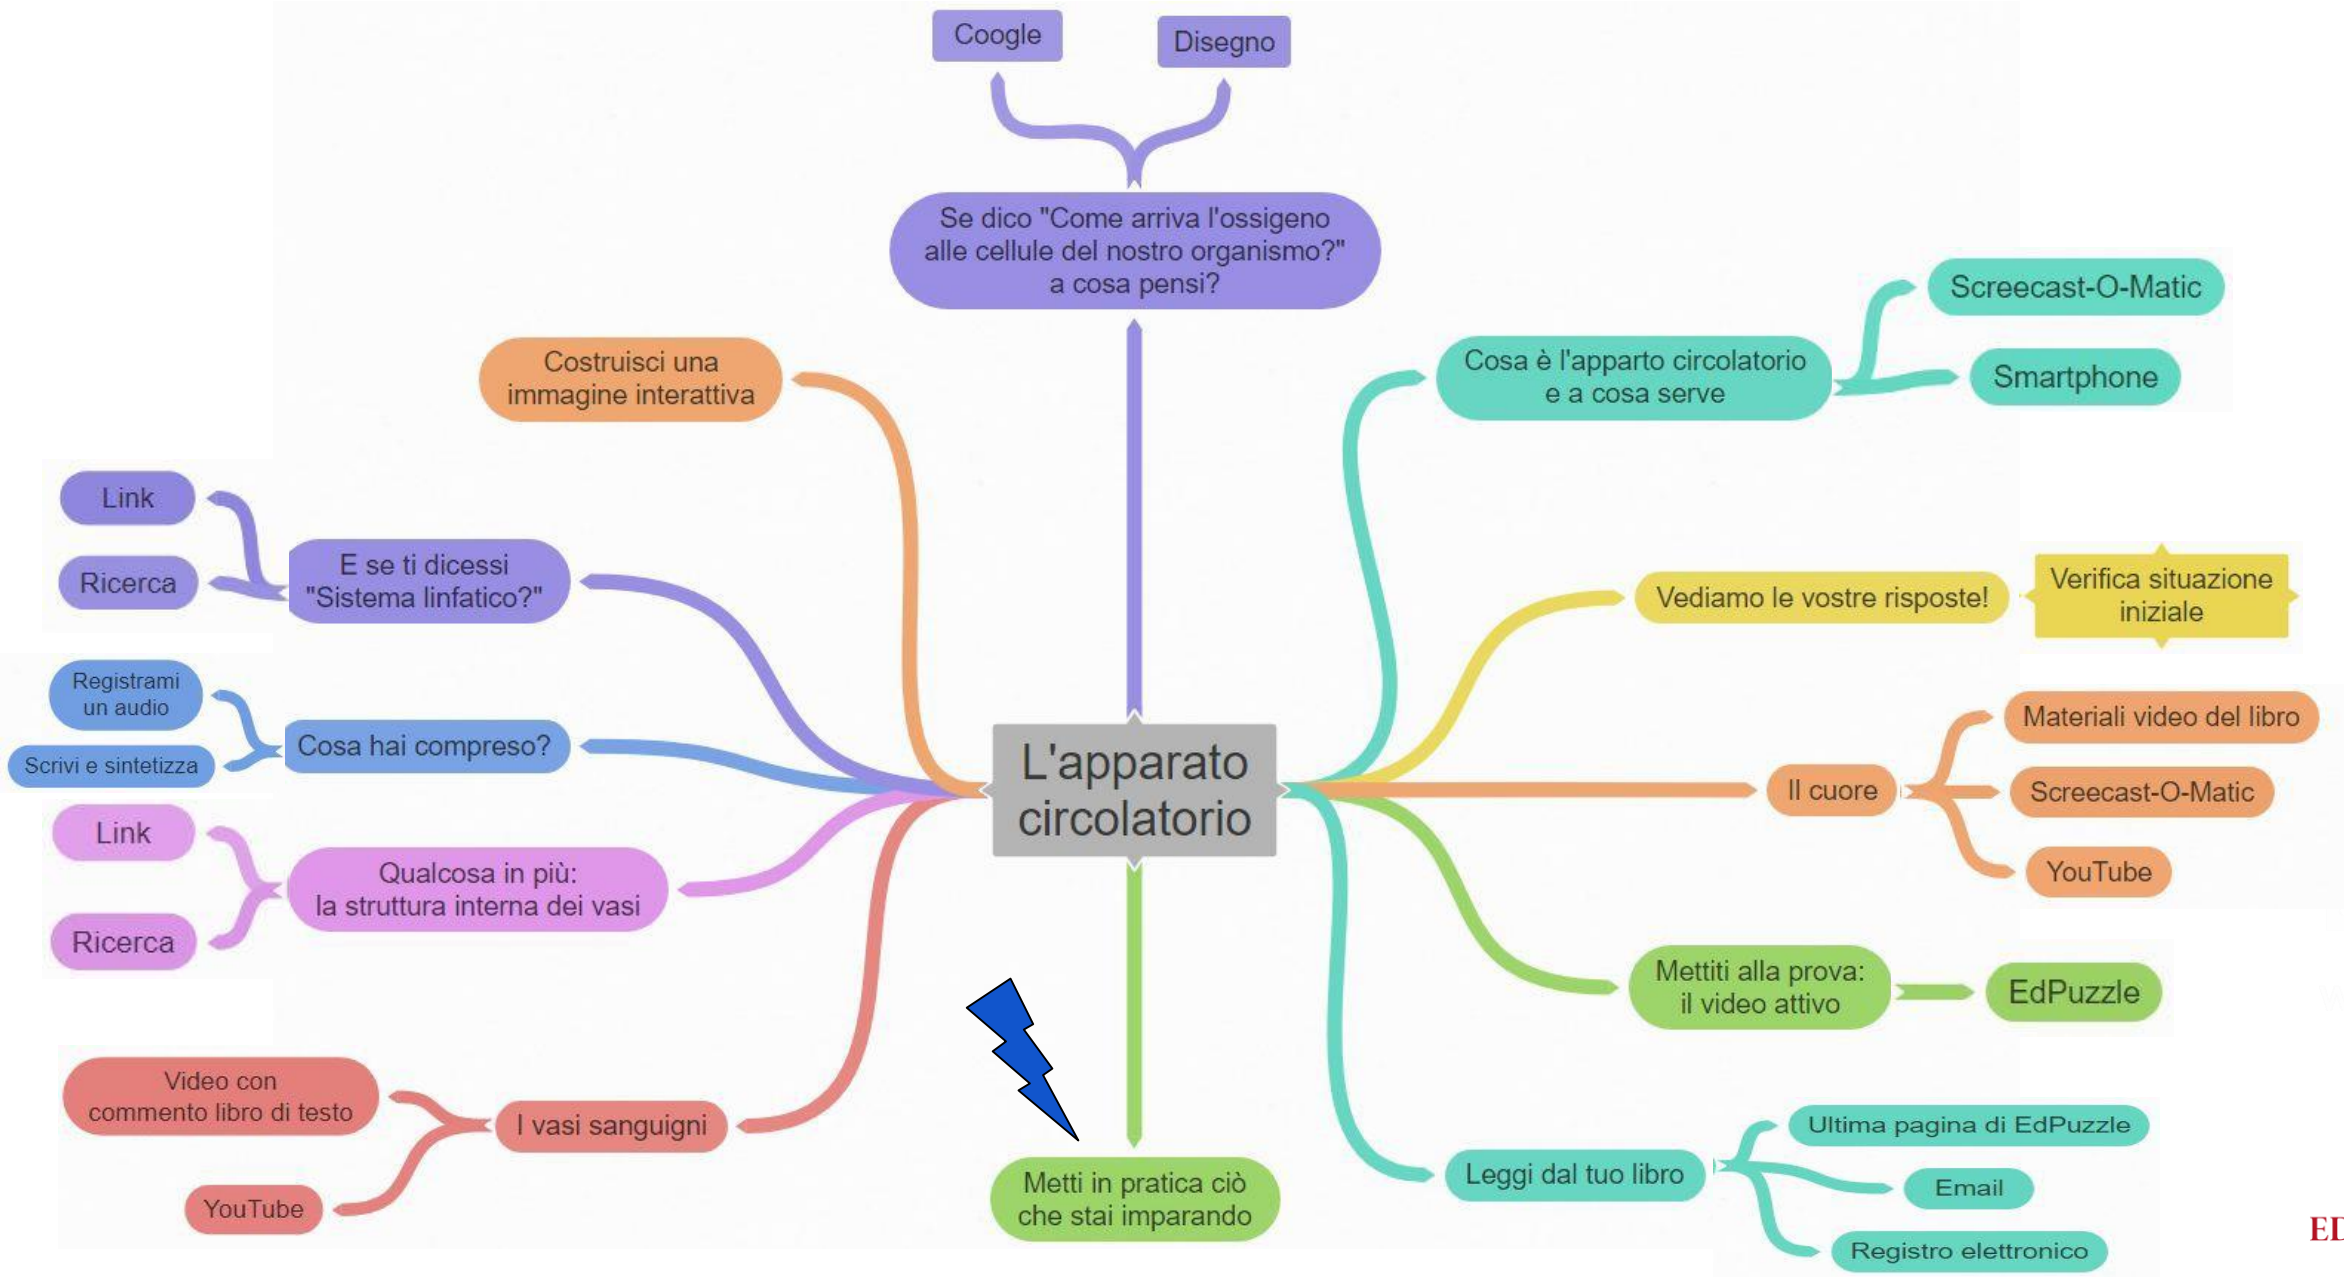 Coogle
Disegno
Se dico "Come arriva l'ossigeno
alle cellule del nostro organismo?"
a cosa pensi?
Cosa è l'apparto circolatorio
e a cosa serve
Screecast-O-Matic
Smartphone
Vediamo le vostre risposte!
Verifica situazione
iniziale
Il cuore
Materiali video del libro
Screecast-O-Matic
YouTube
Mettiti alla prova:
il video attivo
EdPuzzle
Leggi dal tuo libro
Ultima pagina di EdPuzzle
Email
Registro elettronico
L'apparato
circolatorio
Metti in pratica ciò
che stai imparando
I vasi sanguigni
Video con
commento libro di testo
YouTube
Qualcosa in più:
la struttura interna dei vasi
Link
Ricerca
Cosa hai compreso?
Registrami
un audio
Scrivi e sintetizza
E se ti dicessi
"Sistema linfatico?"
Link
Ricerca
Costruisci una
immagine interattiva